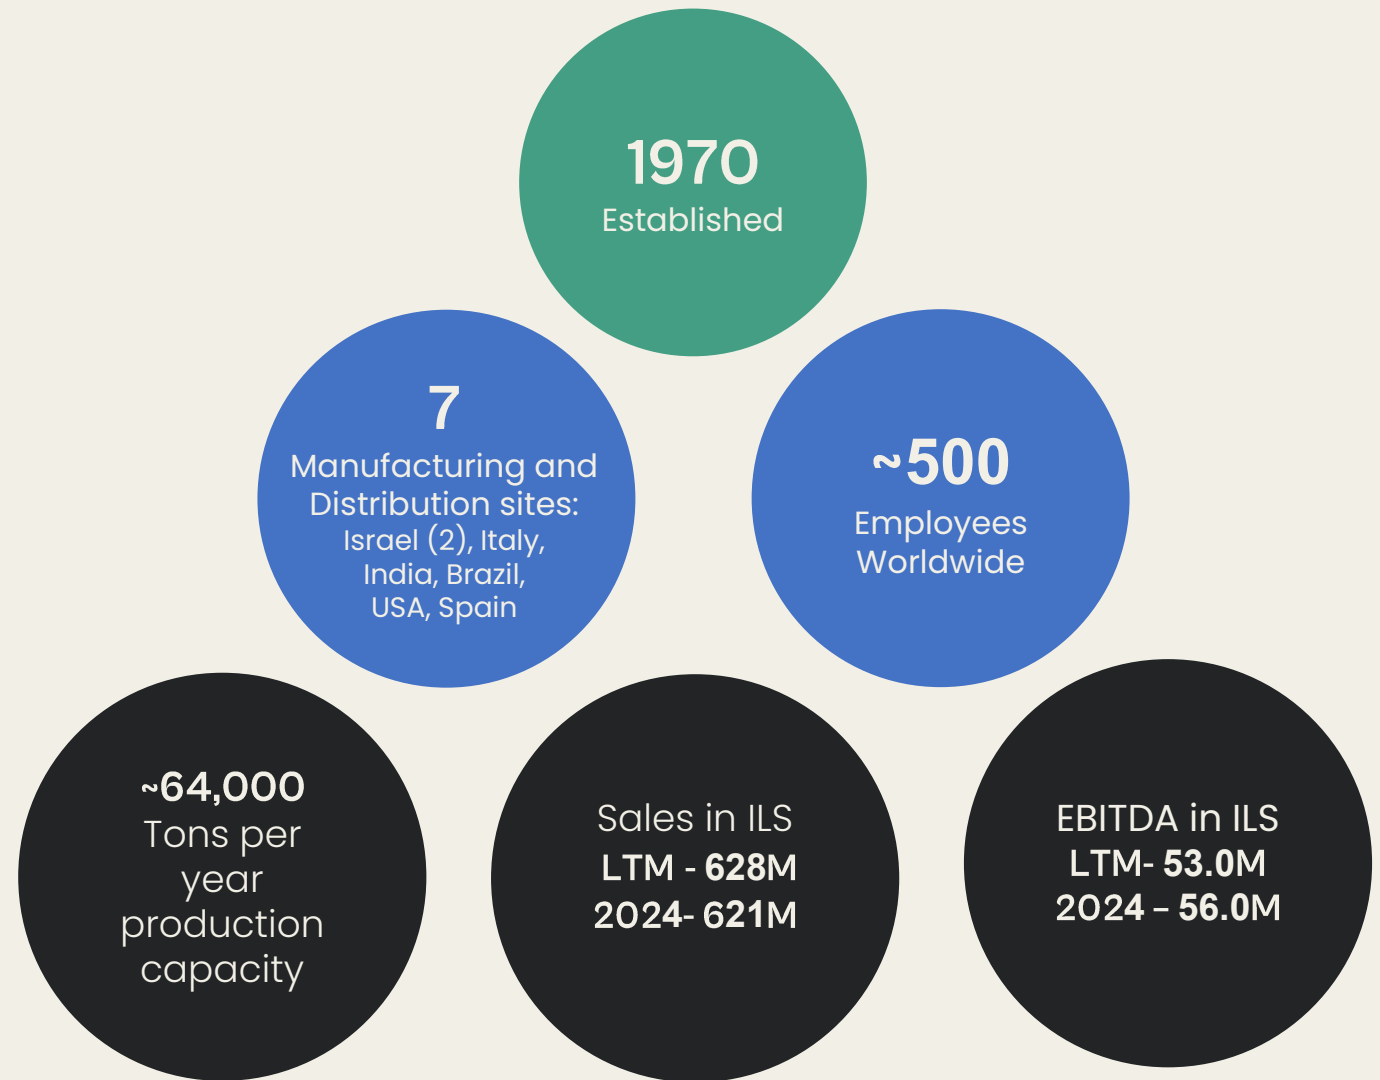 1970
Established
7
Manufacturing and
Distribution sites:
Israel (2), Italy,
India, Brazil,
USA, Spain
~500
Employees
Worldwide
~64,000
Tons per
year
production
capacity
Sales in ILS
LTM - 628M
2024- 621M
EBITDA in ILS
LTM- 53.0M
2024 – 56.0M